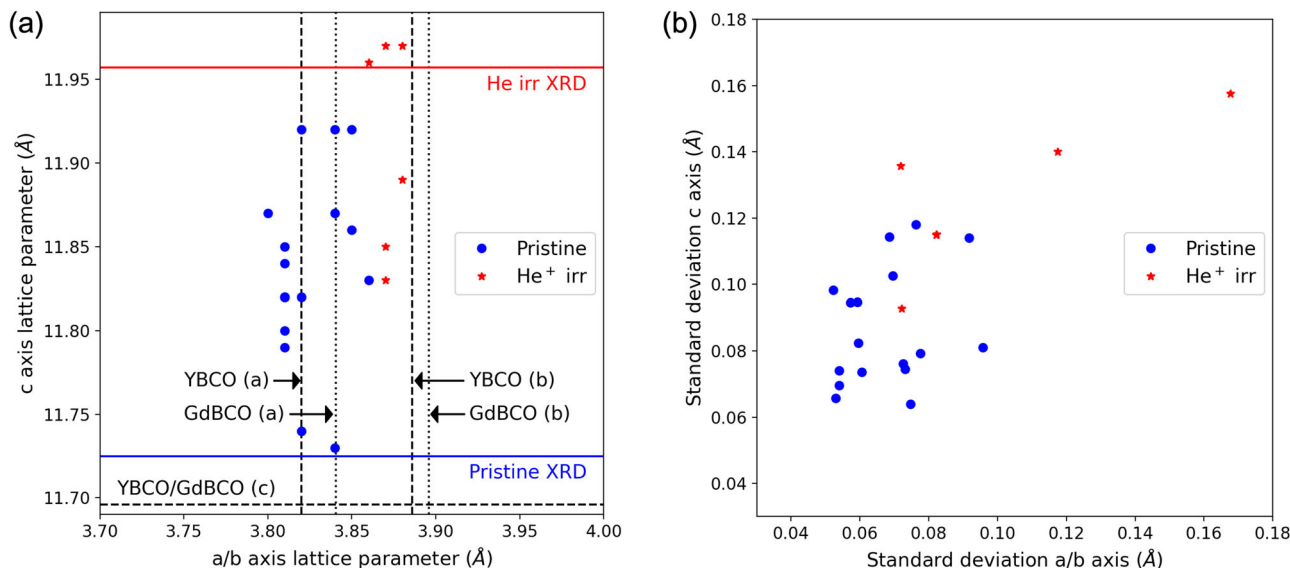 (a)
c axis lattice parameter (Å)
11.95
11.90
11.85
11.80
11.75
11.70
He irr XRD
Pristine
He⁺ irr
YBCO (a)
YBCO (b)
GdBCO (a)
GdBCO (b)
Pristine XRD
YBCO/GdBCO (c)
3.70 3.75 3.80 3.85 3.90 3.95 4.00
a/b axis lattice parameter (Å)
(b)
Standard deviation c axis (Å)
0.18
0.16
0.14
0.12
0.10
0.08
0.06
0.04
Pristine
He⁺ irr
0.04 0.06 0.08 0.10 0.12 0.14 0.16 0.18
Standard deviation a/b axis (Å)